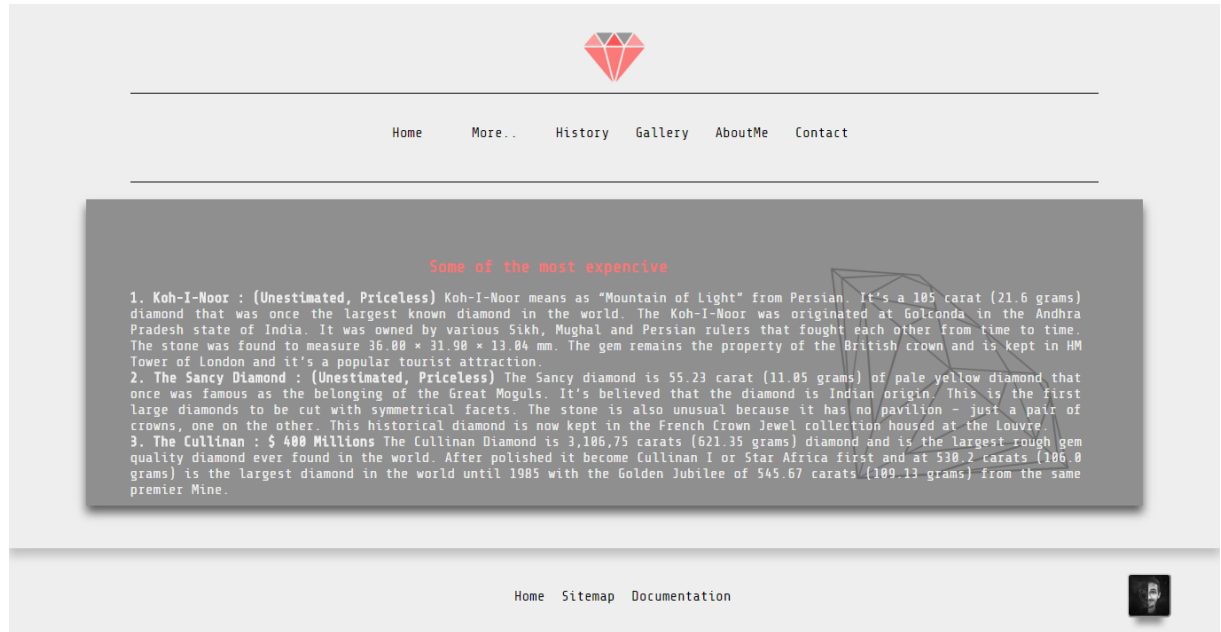 Home More.. History Gallery AboutMe Contact
Some of the most expencive
1. Koh-I-Noor : (Unestimated, Priceless) Koh-I-Noor means as “Mountain of Light” from Persian. It’s a 105 carat (21.6 grams)
diamond that was once the largest known diamond in the world. The Koh-I-Noor was originated at Golconda in the Andhra
Pradesh state of India. It was owned by various Sikh, Mughal and Persian rulers that fought each other from time to time.
The stone was found to measure 36.00 × 31.90 × 13.04 mm. The gem remains the property of the British crown and is kept in HM
Tower of London and it’s a popular tourist attraction.
2. The Sancy Diamond : (Unestimated, Priceless) The Sancy diamond is 55.23 carat (11.05 grams) of pale yellow diamond that
once was famous as the belonging of the Great Moguls. It’s believed that the diamond is Indian origin. This is the first
large diamonds to be cut with symmetrical facets. The stone is also unusual because it has no pavilion – just a pair of
crowns, one on the other. This historical diamond is now kept in the French Crown Jewel collection housed at the Louvre.
3. The Cullinan : $ 400 Millions The Cullinan Diamond is 3,106,75 carats (621.35 grams) diamond and is the largest rough gem
quality diamond ever found in the world. After polished it become Cullinan I or Star Africa first and at 530.2 carats (106.0
grams) is the largest diamond in the world until 1985 with the Golden Jubilee of 545.67 carats (109.13 grams) from the same
premier Mine.
Home Sitemap Documentation